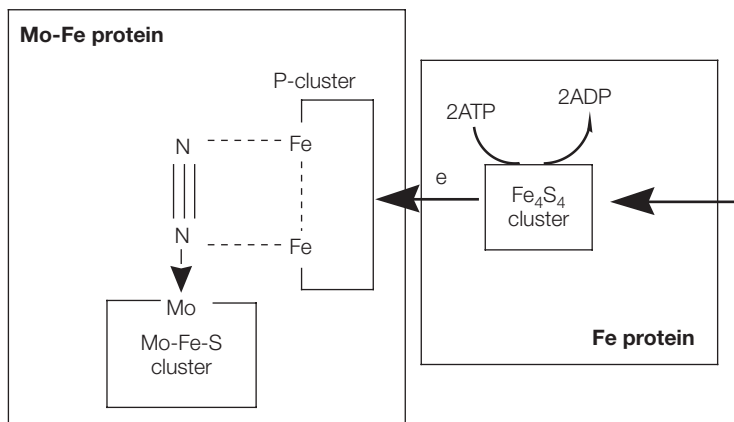 Mo-Fe protein
P-cluster
N
Fe
N
Fe
Mo
Mo-Fe-S
cluster
2ATP
2ADP
e
Fe₄S₄
cluster
Fe protein